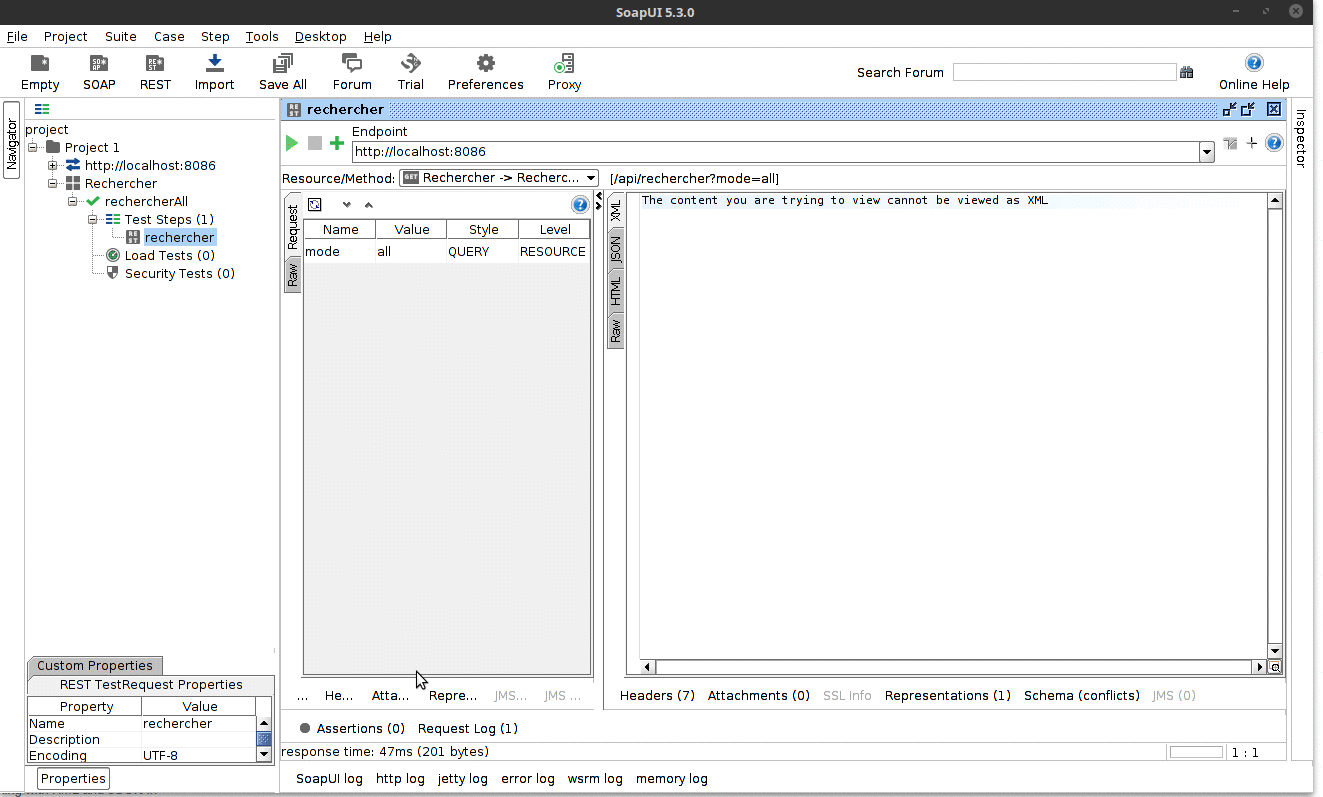 SoapUI 5.3.0
File Project Suite Case Step Tools Desktop Help
Empty SOAP REST Import Save All Forum Trial Preferences Proxy Search Forum Online Help
Navigator
project
Project 1
http://localhost:8086
Rechercher
rechercherAll
Test Steps (1)
rechercher
Load Tests (0)
Security Tests (0)
Custom Properties
REST TestRequest Properties
Property Value
Name rechercher
Description
Encoding UTF-8
Properties
rechercher
Endpoint
http://localhost:8086
Resource/Method: GET Rechercher -> Recherc... [/api/rechercher?mode=all]
Request
Raw
Name Value Style Level
mode all QUERY RESOURCE
... He... Atta... Repre... JMS... JMS ...
XML
JSON
HTML
Raw
The content you are trying to view cannot be viewed as XML
Headers (7) Attachments (0) SSL Info Representations (1) Schema (conflicts) JMS (0)
Assertions (0) Request Log (1)
response time: 47ms (201 bytes) 1 : 1
SoapUI log http log jetty log error log wsrm log memory log
Inspector